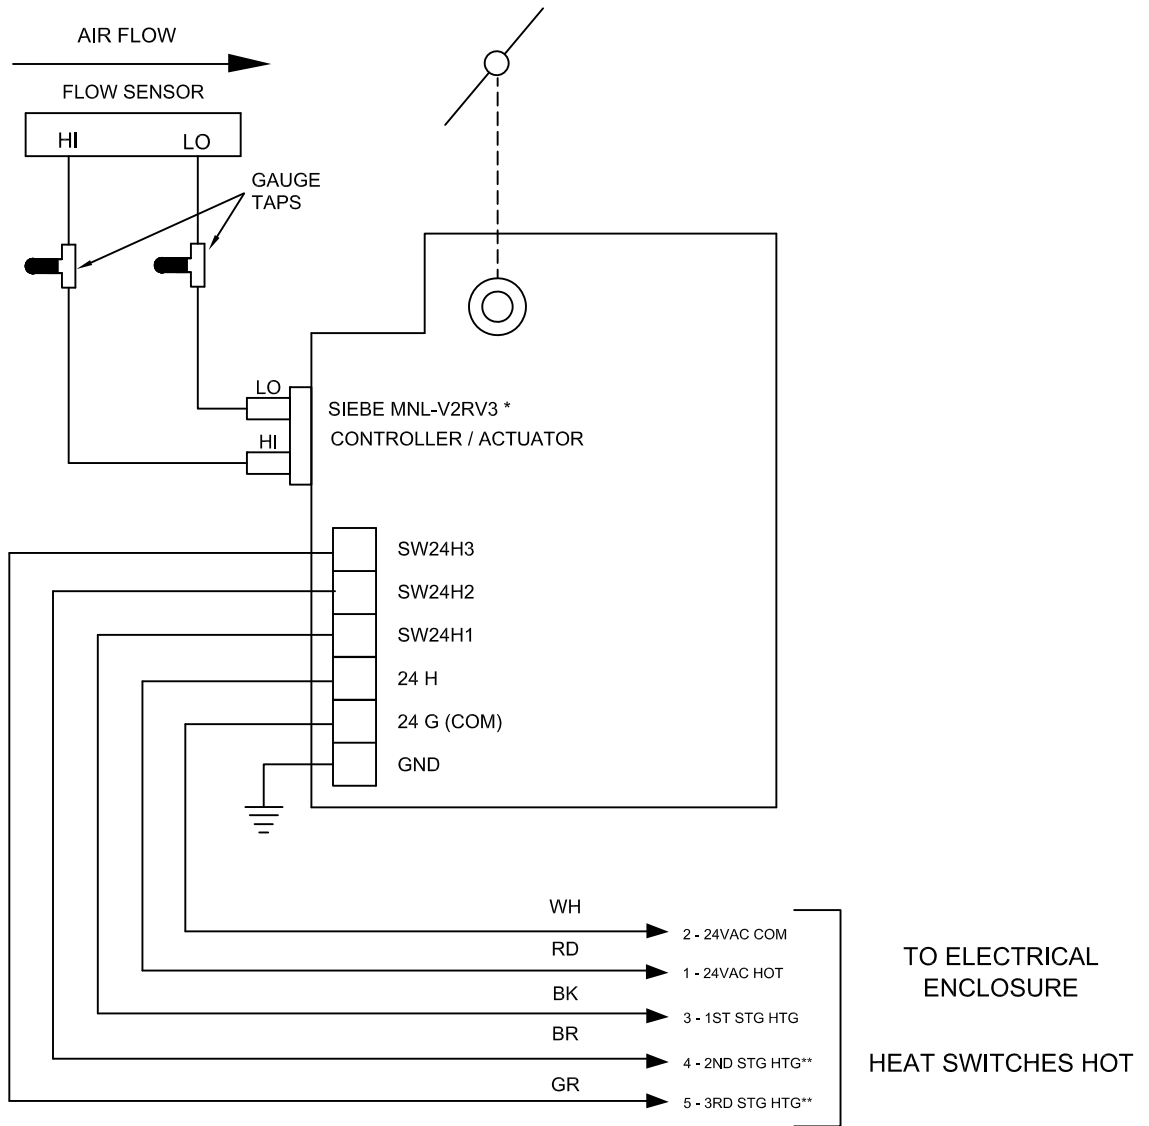 AIR FLOW
FLOW SENSOR
HI
LO
GAUGE
TAPS
LO
HI
SIEBE MNL-V2RV3 *
CONTROLLER / ACTUATOR
SW24H3
SW24H2
SW24H1
24 H
24 G (COM)
GND
WH
2 - 24VAC COM
RD
1 - 24VAC HOT
BK
3 - 1ST STG HTG
BR
4 - 2ND STG HTG**
GR
5 - 3RD STG HTG**
TO ELECTRICAL
ENCLOSURE
HEAT SWITCHES HOT